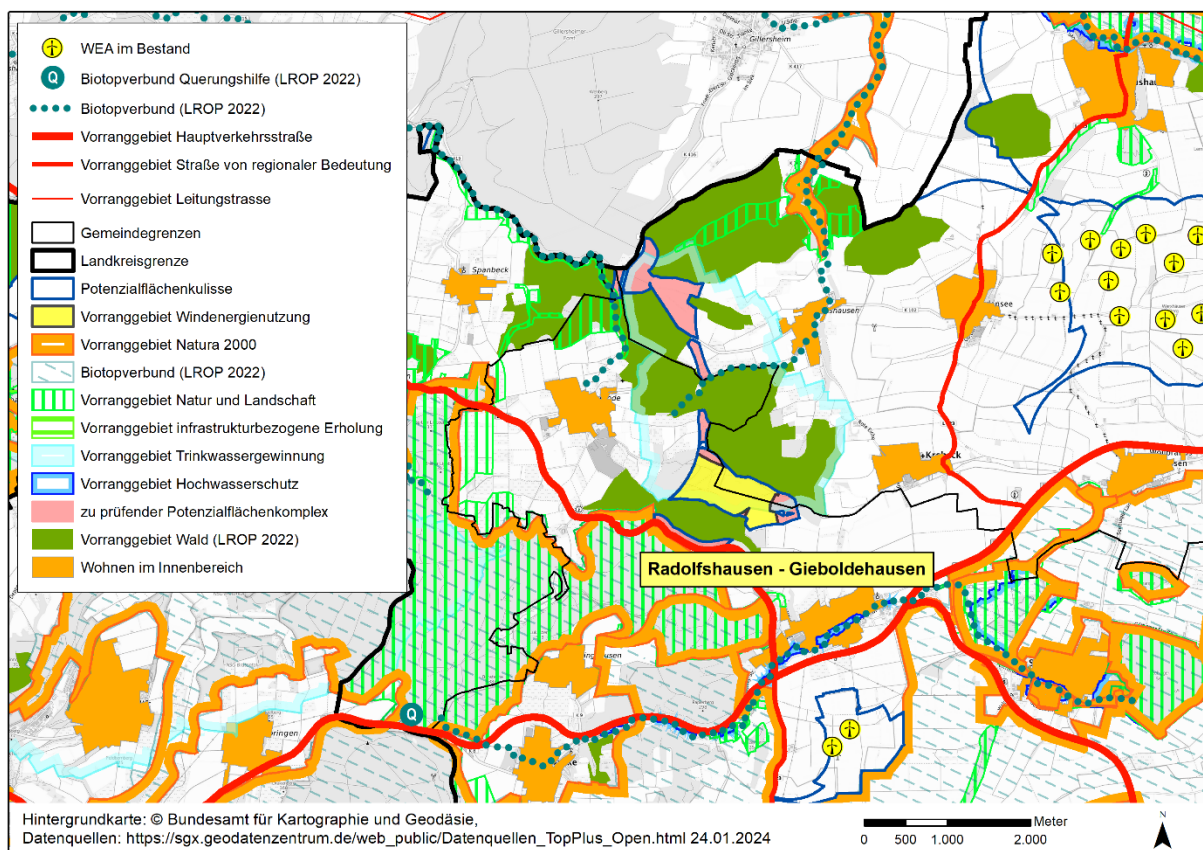 WEA im Bestand
Q
Biotopverbund Querungshilfe (LROP 2022)
Biotopverbund (LROP 2022)
Vorranggebiet Hauptverkehrsstraße
Vorranggebiet Straße von regionaler Bedeutung
Vorranggebiet Leitungstrasse
Gemeindegrenzen
Landkreisgrenze
Potenzialflächenkulisse
Vorranggebiet Windenergienutzung
Vorranggebiet Natura 2000
Biotopverbund (LROP 2022)
Vorranggebiet Natur und Landschaft
Vorranggebiet infrastrukturbezogene Erholung
Vorranggebiet Trinkwassergewinnung
Vorranggebiet Hochwasserschutz
zu prüfender Potenzialflächenkomplex
Vorranggebiet Wald (LROP 2022)
Wohnen im Innenbereich
Gillersheim
Spanbeck
Radolfshausen - Gieboldehausen
Q
Hintergrundkarte: © Bundesamt für Kartographie und Geodäsie,
Datenquellen: https://sgx.geodatenzentrum.de/web_public/Datenquellen_TopPlus_Open.html 24.01.2024
Meter
0 500 1.000 2.000
N